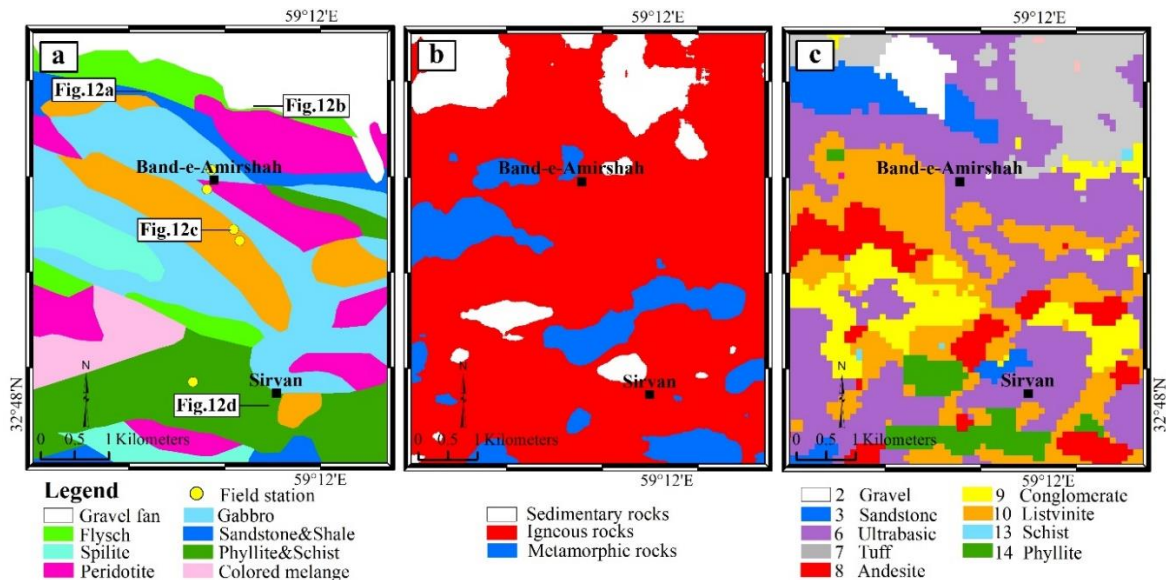 59°12'E
59°12'E
a
Fig.12a
Fig.12b
Band-e-Amirshah
Fig.12c
N
Sirvan
Fig.12d
32°48'N
0 0.5 1 Kilometers
59°12'E
b
Band-e-Amirshah
N
Sirvan
0 0.5 1 Kilometers
59°12'E
c
Band-e-Amirshah
N
Sirvan
32°48'N
0 0.5 1 Kilometers
59°12'E
Legend
Gravel fan
Flysch
Spilite
Peridotite
Field station
Gabbro
Sandstone&Shale
Phyllite&Schist
Colored melange
Sedimentary rocks
Igneous rocks
Metamorphic rocks
2 Gravel
3 Sandstone
6 Ultrabasic
7 Tuff
8 Andesite
9 Conglomerate
10 Listvinite
13 Schist
14 Phyllite